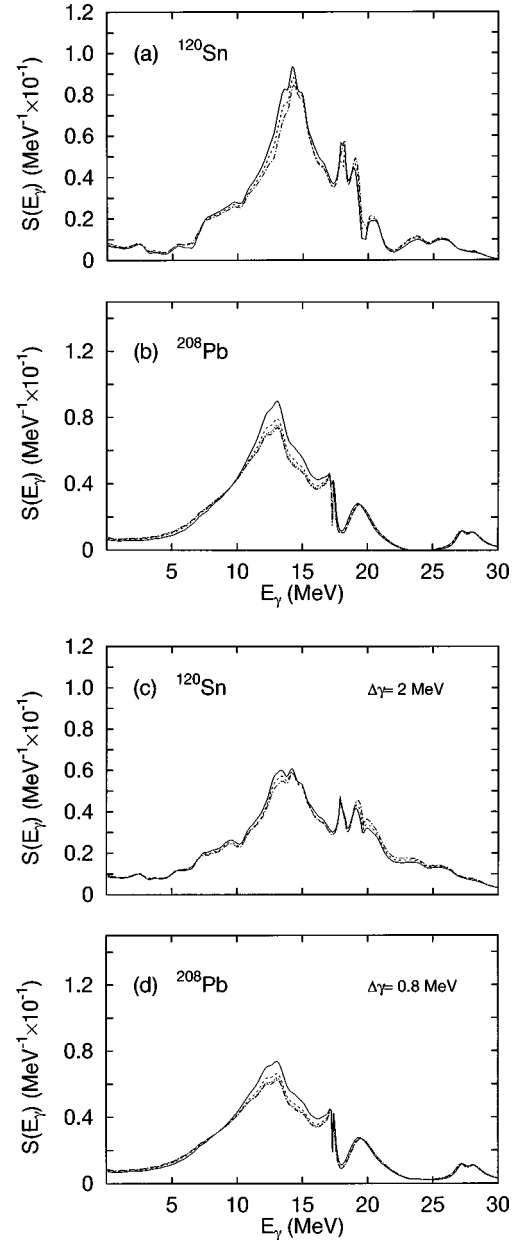 1.2
1.0
0.8
0.6
0.4
0.2
0
S(Eγ) (MeV⁻¹×10⁻¹)
(a) ¹²⁰Sn
1.2
0.8
0.4
0
S(Eγ) (MeV⁻¹×10⁻¹)
(b) ²⁰⁸Pb
5 10 15 20 25 30
Eγ (MeV)
1.2
1.0
0.8
0.6
0.4
0.2
0
S(Eγ) (MeV⁻¹×10⁻¹)
(c) ¹²⁰Sn
Δγ= 2 MeV
1.2
0.8
0.4
0
S(Eγ) (MeV⁻¹×10⁻¹)
(d) ²⁰⁸Pb
Δγ= 0.8 MeV
5 10 15 20 25 30
Eγ (MeV)